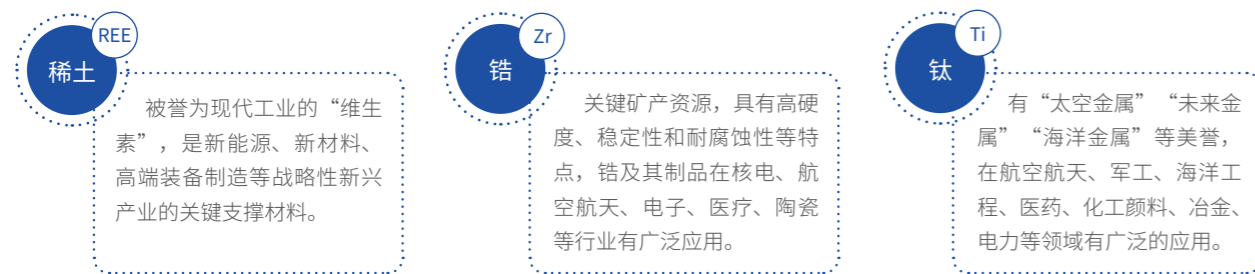 REE
稀土
被誉为现代工业的“维生
素”，是新能源、新材料、
高端装备制造等战略性新兴
产业的关键支撑材料。
Zr
锆
关键矿产资源，具有高硬
度、稳定性和耐腐蚀性等特
点，锆及其制品在核电、航
空航天、电子、医疗、陶瓷
等行业有广泛应用。
Ti
钛
有“太空金属”“未来金
属”“海洋金属”等美誉，
在航空航天、军工、海洋工
程、医药、化工颜料、冶金、
电力等领域有广泛的应用。